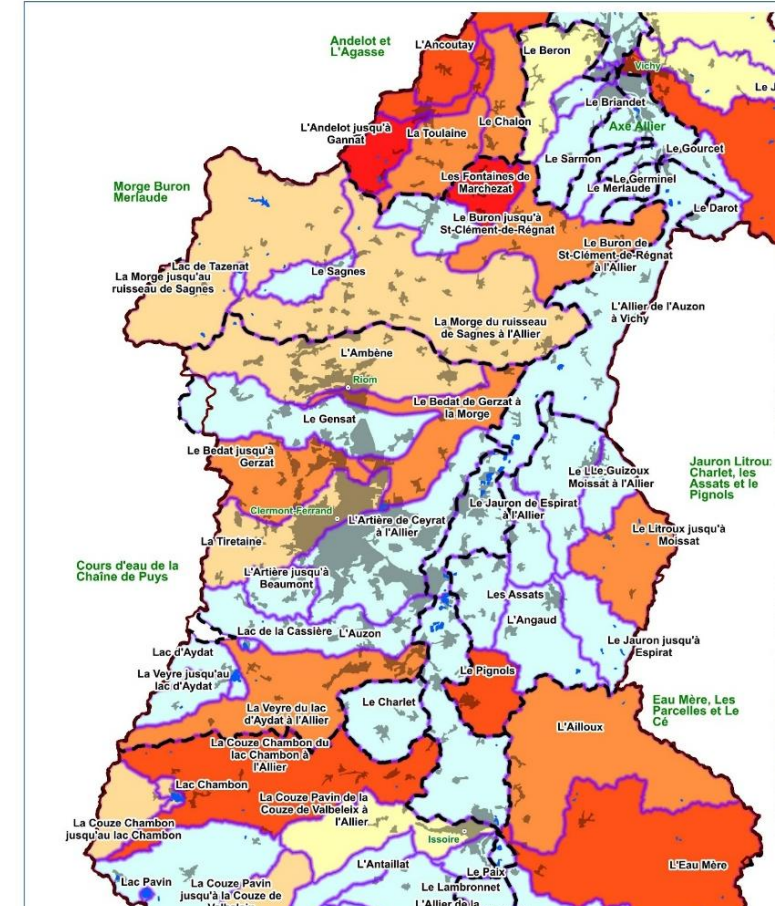 Andelot et
L'Agasse
L'Ancoutay
Le Beron
Vichy
Le J
Le Briandet
Axe Allier
L'Andelot jusqu'à
Gannat
La Toulaine
Le Chalon
Le Gourcet
Le Sarmon
Le Germinel
Le Merlaude
Les Fontaines de
Marchezat
Morge Buron
Merlaude
Le Darot
Le Buron jusqu'à
St-Clément-de-Régnat
Le Buron de
St-Clément-de-Régnat
à l'Allier
Lac de Tazenat
La Morge jusqu'au
ruisseau de Sagnes
Le Sagnes
L'Allier de l'Auzon
à Vichy
La Morge du ruisseau
de Sagnes à l'Allier
L'Ambène
Riom
Le Bedat de Gerzat à
la Morge
Le Gensat
Le Bedat jusqu'à
Gerzat
Jauron Litrou
Charlet, les
Assats et le
Pignols
Le L
Le Guizoux
Moissat à l'Allier
Le Jauron de Espirat
à l'Allier
Clermont-Ferrand
L'Artière de Ceyrat
à l'Allier
Le Litroux jusqu'à
Moissat
La Tiretaine
Cours d'eau de la
Chaîne de Puys
L'Artière jusqu'à
Beaumont
Les Assats
L'Angaud
Lac de la Cassière
L'Auzon
Le Jauron jusqu'à
Espirat
Lac d'Aydat
La Veyre jusqu'au
lac d'Aydat
Le Pignols
Le Charlet
Eau Mère, Les
Parcelles et Le
Cé
La Veyre du lac
d'Aydat à l'Allier
L'Ailloux
La Couze Chambon du
lac Chambon à
l'Allier
Lac Chambon
La Couze Pavin de la
Couze de Valbeleix à
l'Allier
La Couze Chambon
jusqu'au lac Chambon
Issoire
L'Antaillat
L'Eau Mère
Le Paix
Lac Pavin
La Couze Pavin
jusqu'à la Couze de
Valbeleix
Le Lambronnet
L'Allier de la